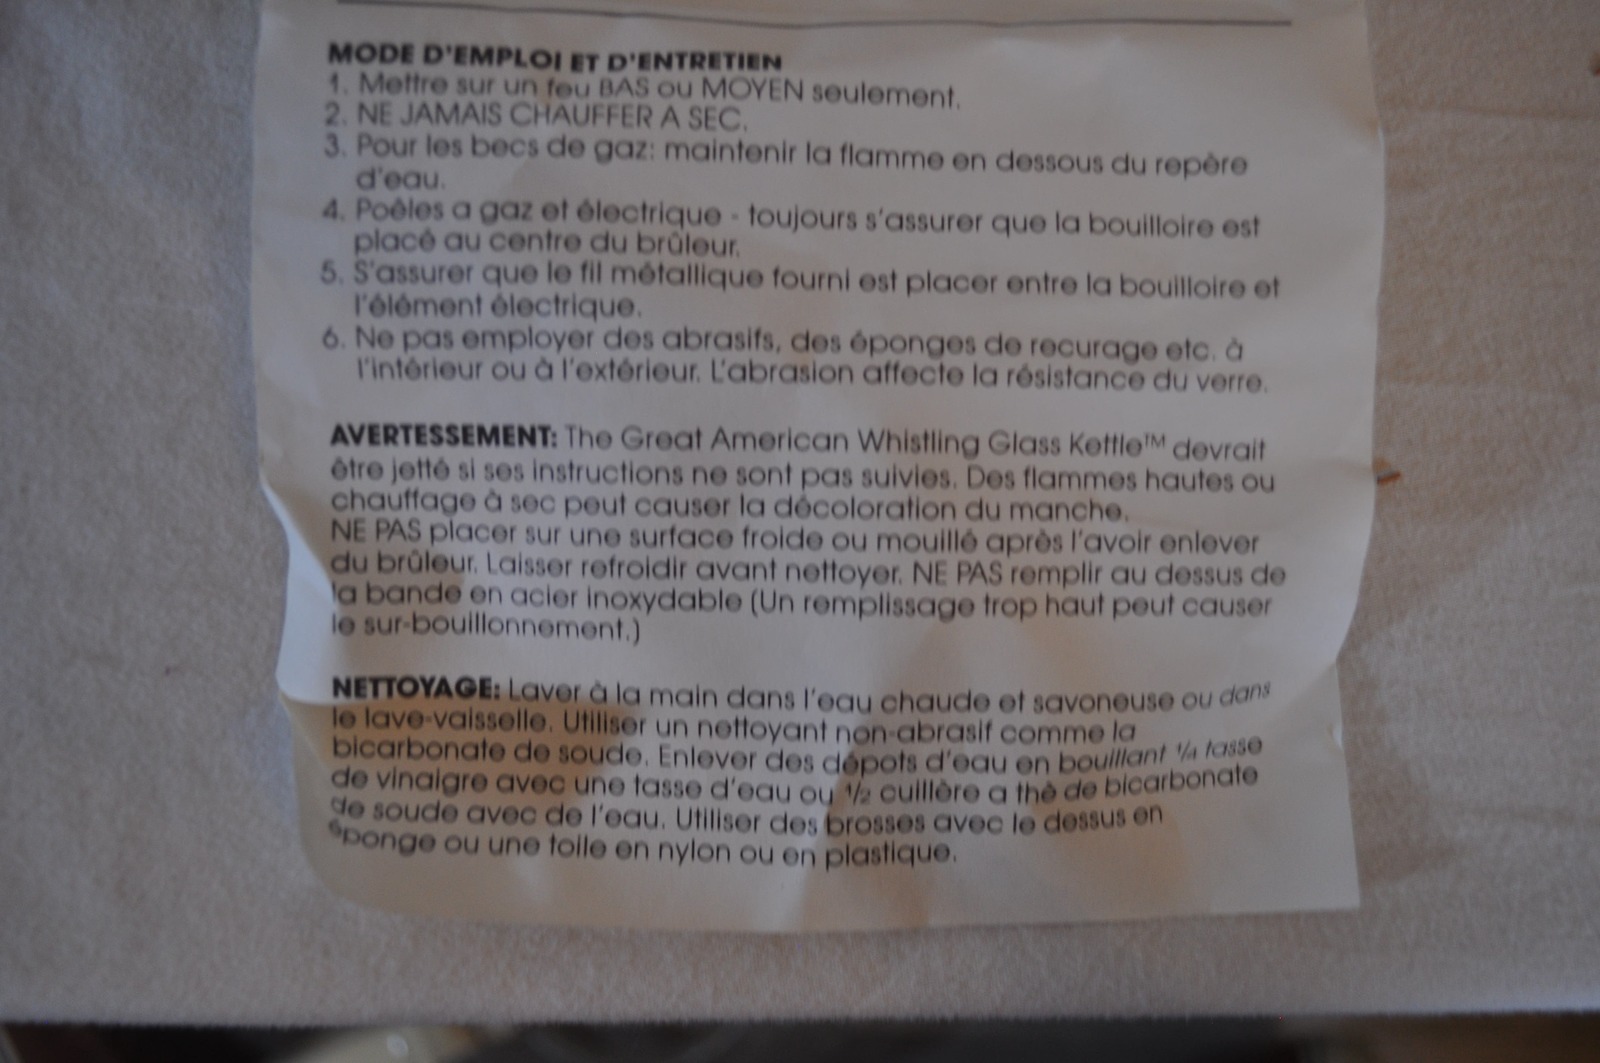 MODE D'EMPLOI ET D'ENTRETIEN
1. Mettre sur un feu BAS ou MOYEN seulement.
2. NE JAMAIS CHAUFFER A SEC.
3. Pour les becs de gaz: maintenir la flamme en dessous du repère
d'eau.
4. Poêles a gaz et électrique - toujours s'assurer que la bouilloire est
placé au centre du brûleur.
5. S'assurer que le fil métallique fourni est placer entre la bouilloire et
l'élément électrique.
6. Ne pas employer des abrasifs, des éponges de recurage etc. à
l'intérieur ou à l'extérieur. L'abrasion affecte la résistance du verre.
AVERTESSEMENT: The Great American Whistling Glass Kettle™ devrait
être jetté si ses instructions ne sont pas suivies. Des flammes hautes ou
chauffage à sec peut causer la décoloration du manche.
NE PAS placer sur une surface froide ou mouillé après l'avoir enlever
du brûleur. Laisser refroidir avant nettoyer. NE PAS remplir au dessus de
la bande en acier inoxydable (Un remplissage trop haut peut causer
le sur-bouillonnement.)
NETTOYAGE: Laver à la main dans l'eau chaude et savoneuse ou dans
le lave-vaisselle. Utiliser un nettoyant non-abrasif comme la
bicarbonate de soude. Enlever des dépots d'eau en bouillant 1/4 tasse
de vinaigre avec une tasse d'eau ou 1/2 cuillère a thé de bicarbonate
de soude avec de l'eau. Utiliser des brosses avec le dessus en
éponge ou une toile en nylon ou en plastique.